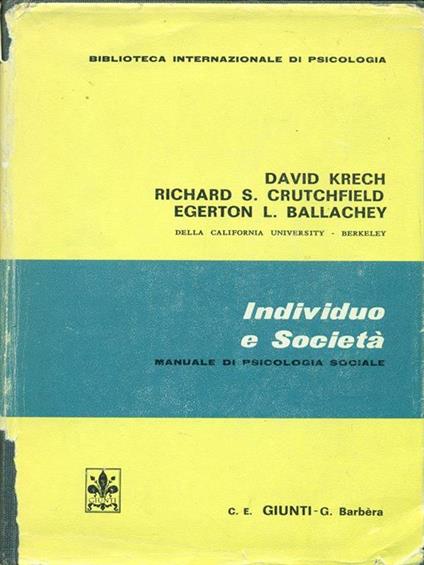 BIBLIOTECA INTERNAZIONALE DI PSICOLOGIA
DAVID KRECH
RICHARD S. CRUTCHFIELD
EGERTON L. BALLACHEY
DELLA CALIFORNIA UNIVERSITY - BERKELEY
Individuo
e Società
MANUALE DI PSICOLOGIA SOCIALE
GIUNTI
C. E. GIUNTI - G. Barbèra